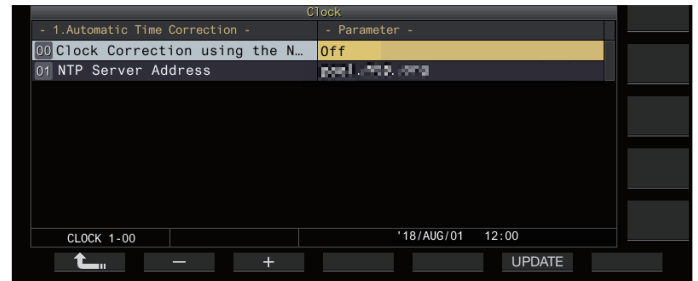 Clock
- 1.Automatic Time Correction - - Parameter -
00 Clock Correction using the N… Off
01 NTP Server Address
CLOCK 1-00 '18/AUG/01 12:00
− + UPDATE